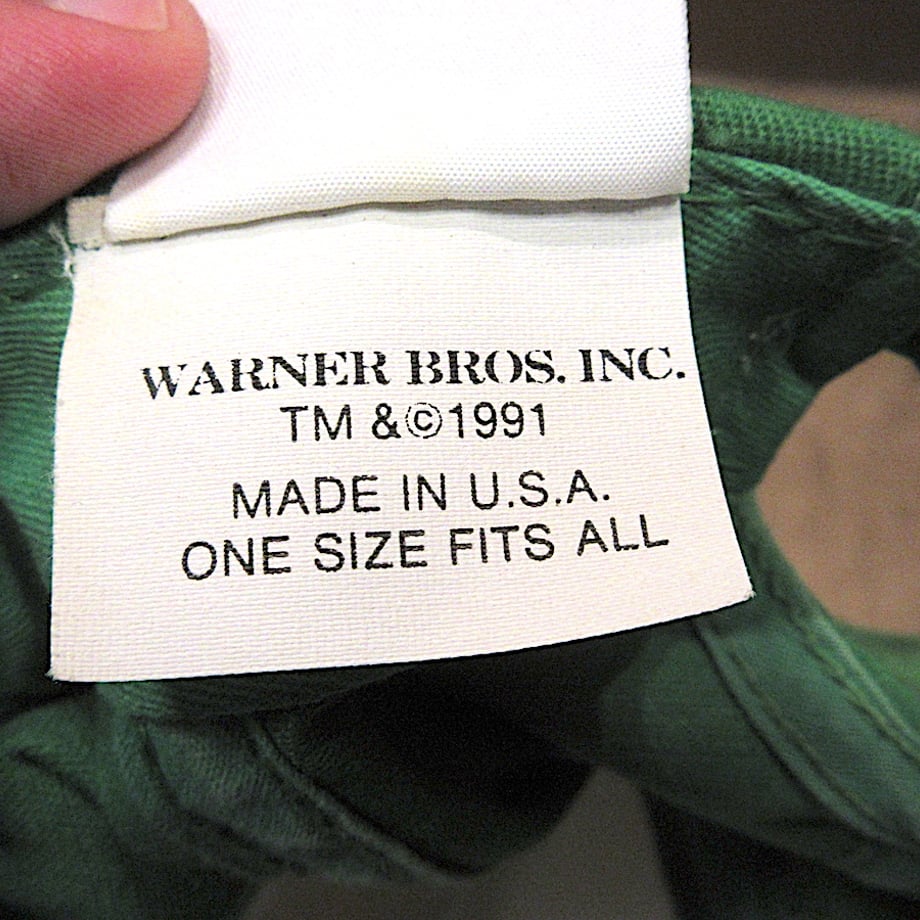 WARNER BROS. INC.
TM &©1991
MADE IN U.S.A.
ONE SIZE FITS ALL